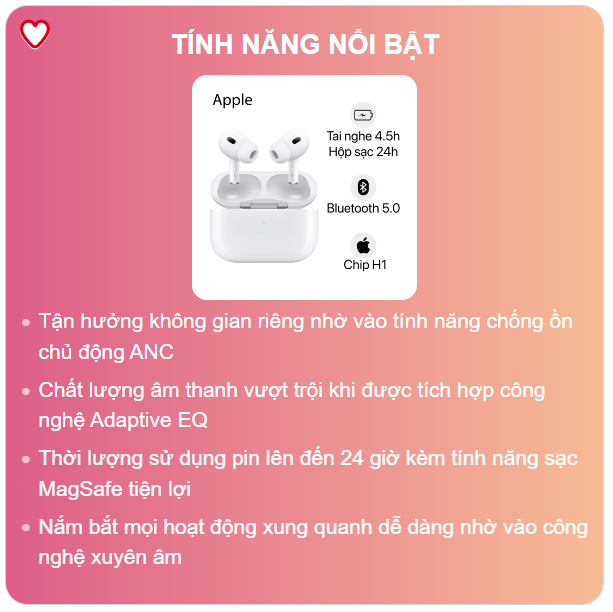 TÍNH NĂNG NỔI BẬT
Apple
Tai nghe 4.5h
Hộp sạc 24h
Bluetooth 5.0
Chip H1
Tận hưởng không gian riêng nhờ vào tính năng chống ồn
chủ động ANC
Chất lượng âm thanh vượt trội khi được tích hợp công
nghệ Adaptive EQ
Thời lượng sử dụng pin lên đến 24 giờ kèm tính năng sạc
MagSafe tiện lợi
Nắm bắt mọi hoạt động xung quanh dễ dàng nhờ vào công
nghệ xuyên âm